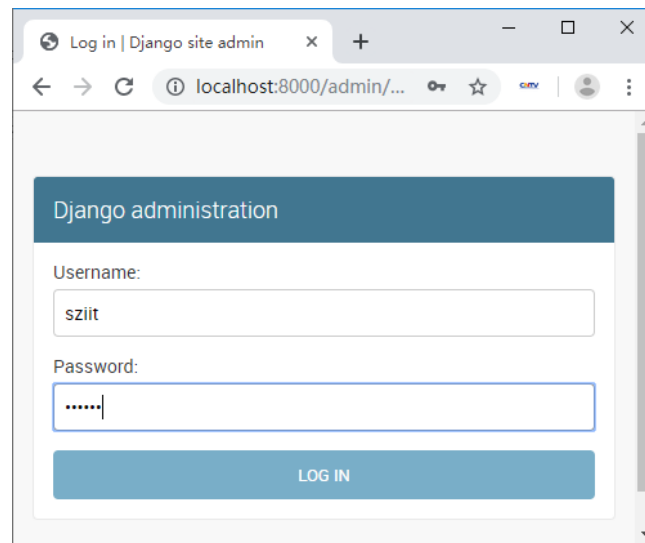 Log in | Django site admin
localhost:8000/admin/...
Django administration
Username:
sziit
Password:
••••••
LOG IN